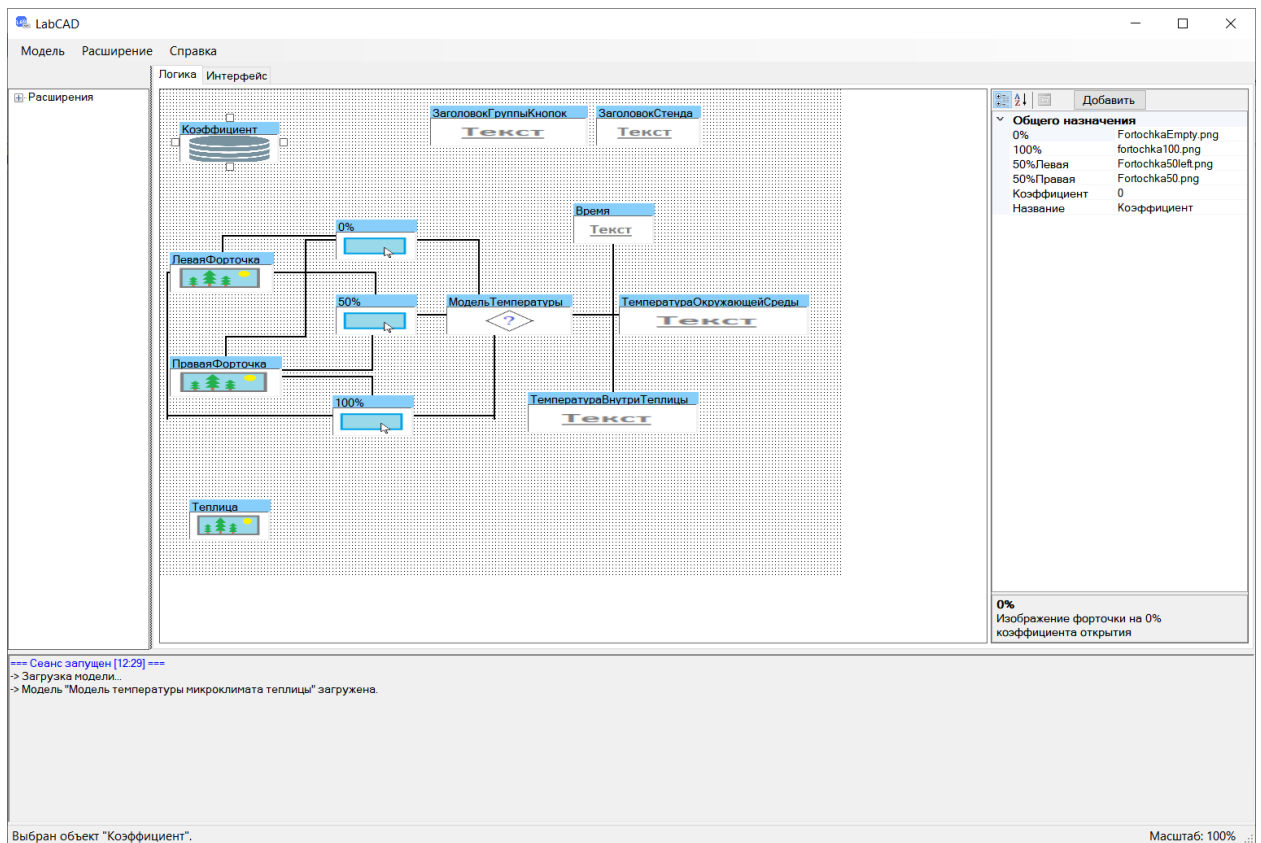 LabCAD
Модель Расширение Справка
Логика Интерфейс
Расширения
Коэффициент
ЗаголовокГруппыКнопок
Текст
ЗаголовокСтенда
Текст
Время
Текст
0%
ЛеваяФорточка
50%
МодельТемпературы
?
ТемператураОкружающейСреды
Текст
ПраваяФорточка
100%
ТемператураВнутриТеплицы
Текст
Теплица
Добавить
Общего назначения
0% FortochkaEmpty.png
100% fortochka100.png
50%Левая Fortochka50left.png
50%Правая Fortochka50.png
Коэффициент 0
Название Коэффициент
0%
Изображение форточки на 0%
коэффициента открытия
=== Сеанс запущен [12:29] ===
-> Загрузка модели...
-> Модель "Модель температуры микроклимата теплицы" загружена.
Выбран объект "Коэффициент".
Масштаб: 100%